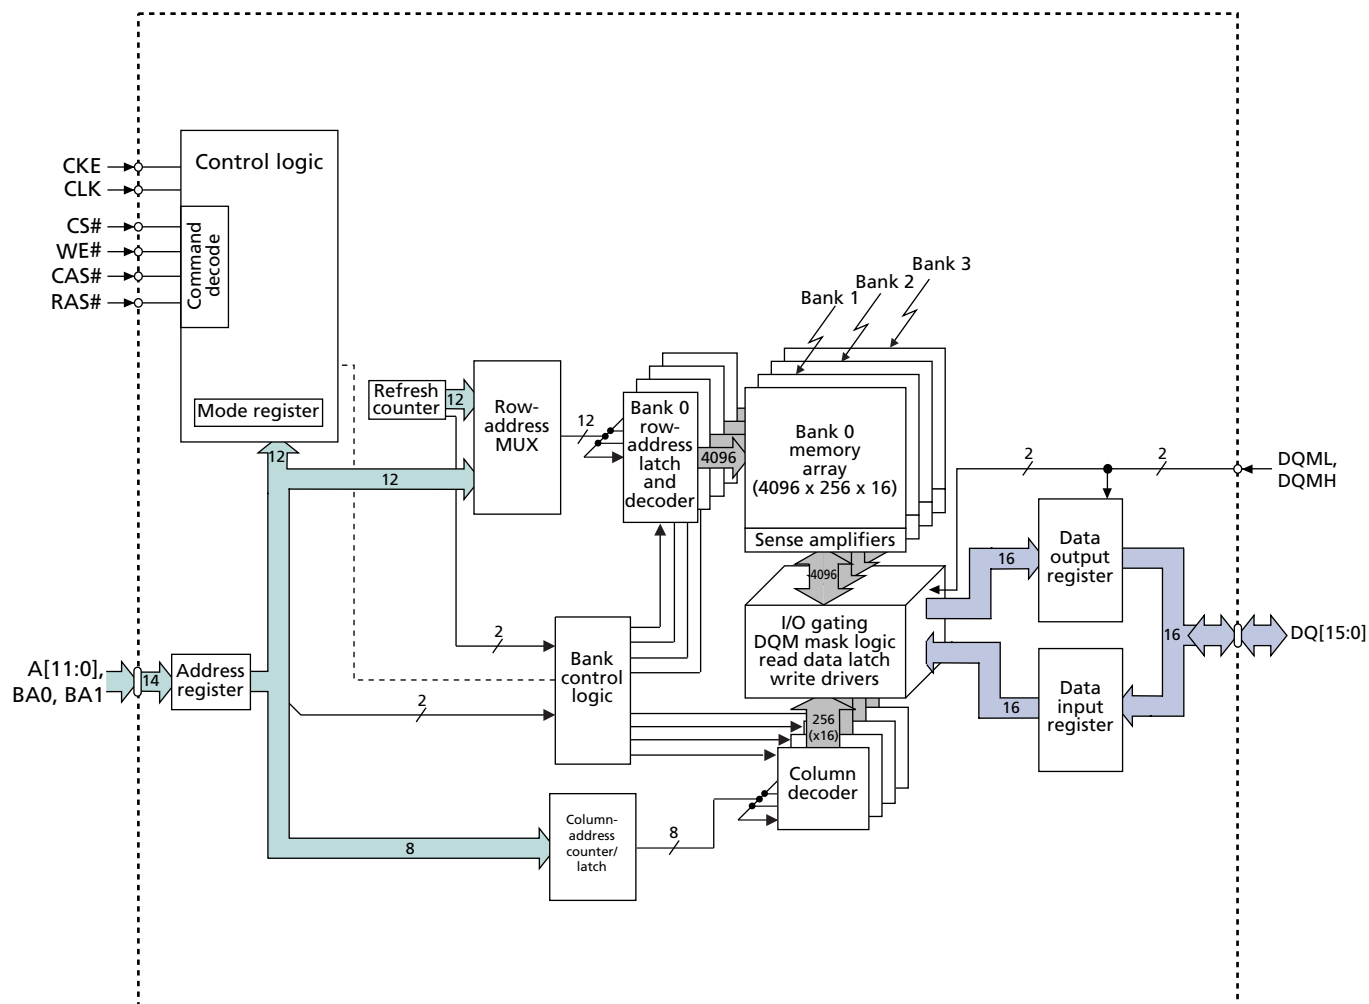 Control logic
CKE
CLK
CS#
WE#
CAS#
RAS#
Command
decode
Mode register
12
Bank 3
Bank 2
Bank 1
Refresh
counter
12
Row-
address
MUX
12
Bank 0
row-
address
latch
and
decoder
4096
Bank 0
memory
array
(4096 x 256 x 16)
Sense amplifiers
12
2
2
DQML,
DQMH
Data
output
register
16
4096
I/O gating
DQM mask logic
read data latch
write drivers
2
Bank
control
logic
16
DQ[15:0]
A[11:0],
BA0, BA1
14
Address
register
2
16
Data
input
register
256
(x16)
Column
decoder
Column-
address
counter/
latch
8
8